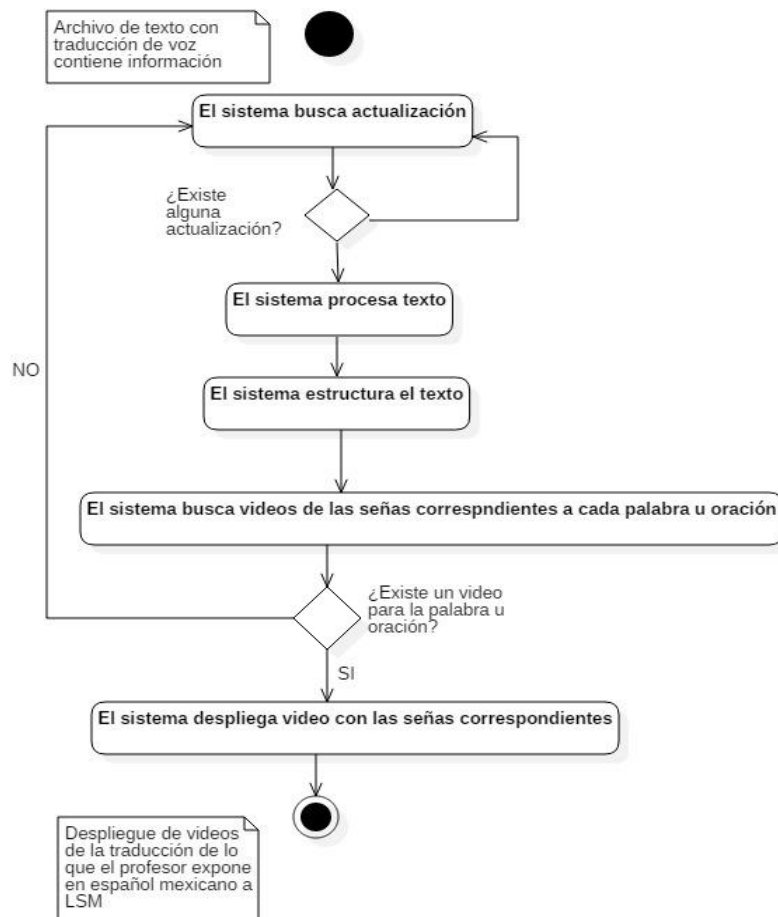 Archivo de texto con
traducción de voz
contiene información
El sistema busca actualización
¿Existe
alguna
actualización?
El sistema procesa texto
NO
El sistema estructura el texto
El sistema busca videos de las señas correspndientes a cada palabra u oración
¿Existe un video
para la palabra u
oración?
SI
El sistema despliega video con las señas correspondientes
Despliegue de videos
de la traducción de lo
que el profesor expone
en español mexicano a
LSM